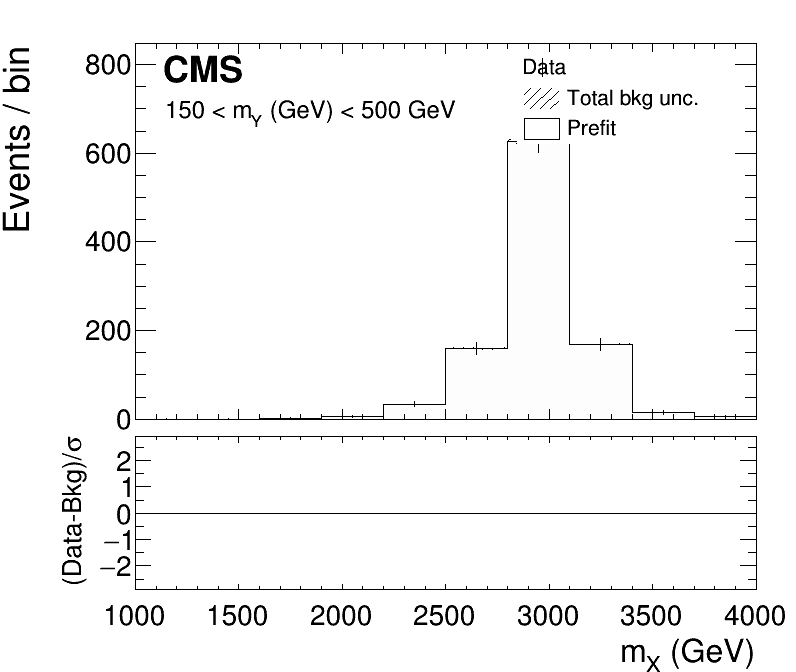 CMS
150 < mY (GeV) < 500 GeV
Data
Total bkg unc.
Prefit
Events / bin
800
600
400
200
0
(Data-Bkg)/σ
2
1
0
−1
−2
1000 1500 2000 2500 3000 3500 4000
mX (GeV)